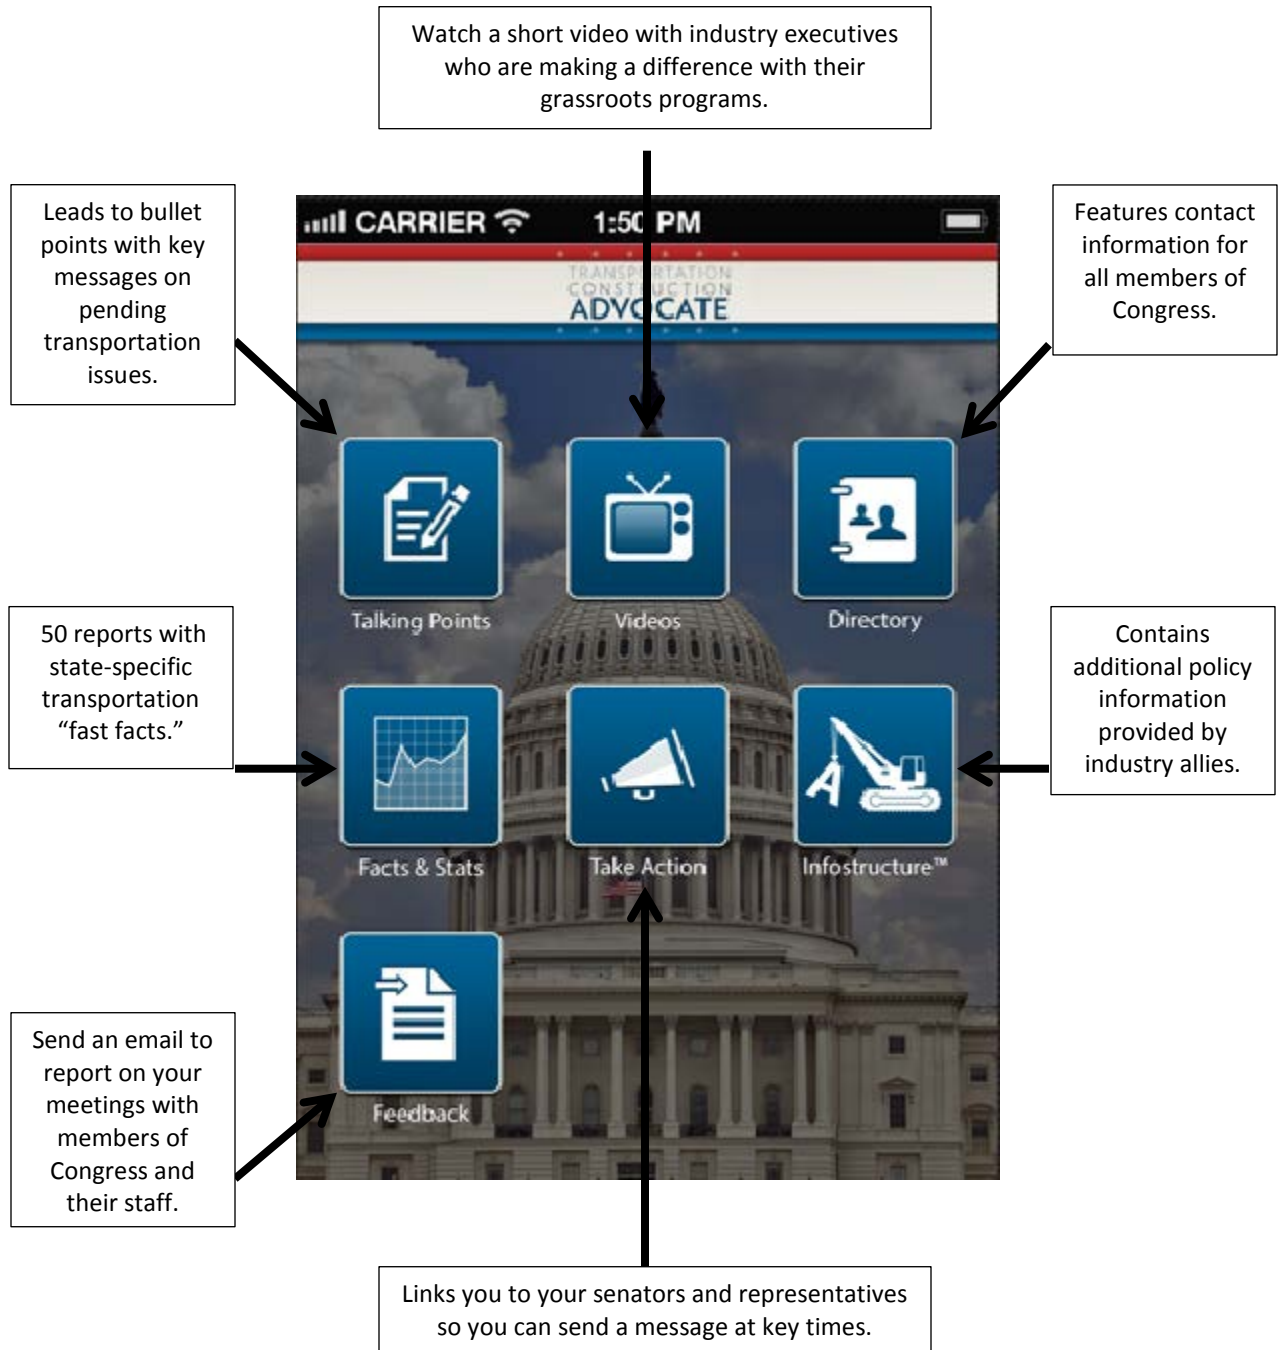 Watch a short video with industry executives
who are making a difference with their
grassroots programs.
Leads to bullet
points with key
messages on
pending
transportation
issues.
CARRIER 1:50 PM
TRANSPORTATION
CONSTRUCTION
ADVOCATE
Features contact
information for
all members of
Congress.
Talking Points
Videos
Directory
50 reports with
state-specific
transportation
“fast facts.”
Contains
additional policy
information
provided by
industry allies.
Facts & Stats
Take Action
Infostructure™
Send an email to
report on your
meetings with
members of
Congress and
their staff.
Feedback
Links you to your senators and representatives
so you can send a message at key times.